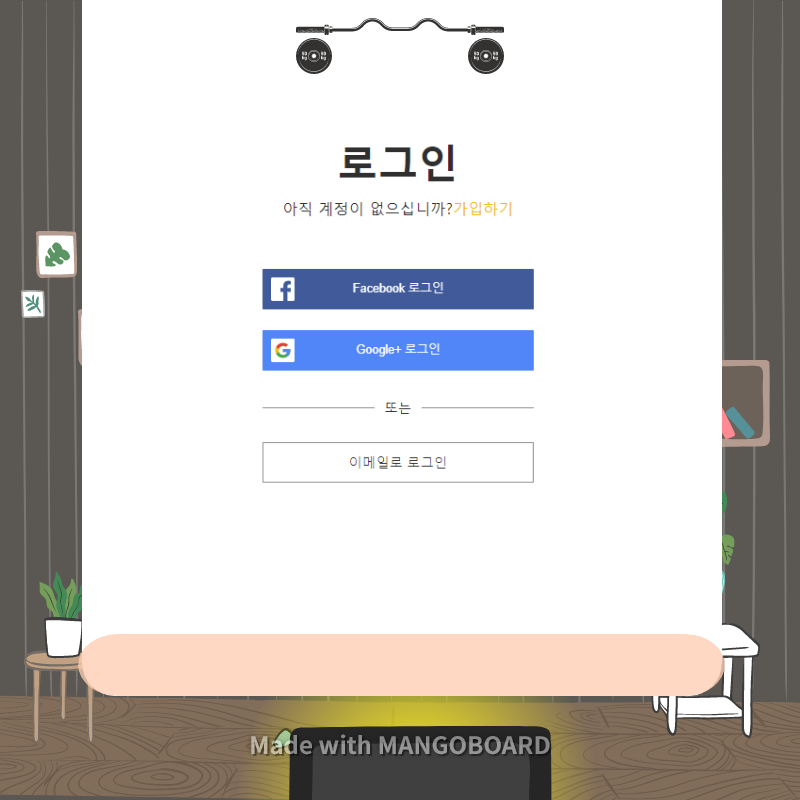 로그인
아직 계정이 없으십니까?가입하기
Facebook 로그인
Google+ 로그인
또는
이메일로 로그인
Made with MANGOBOARD